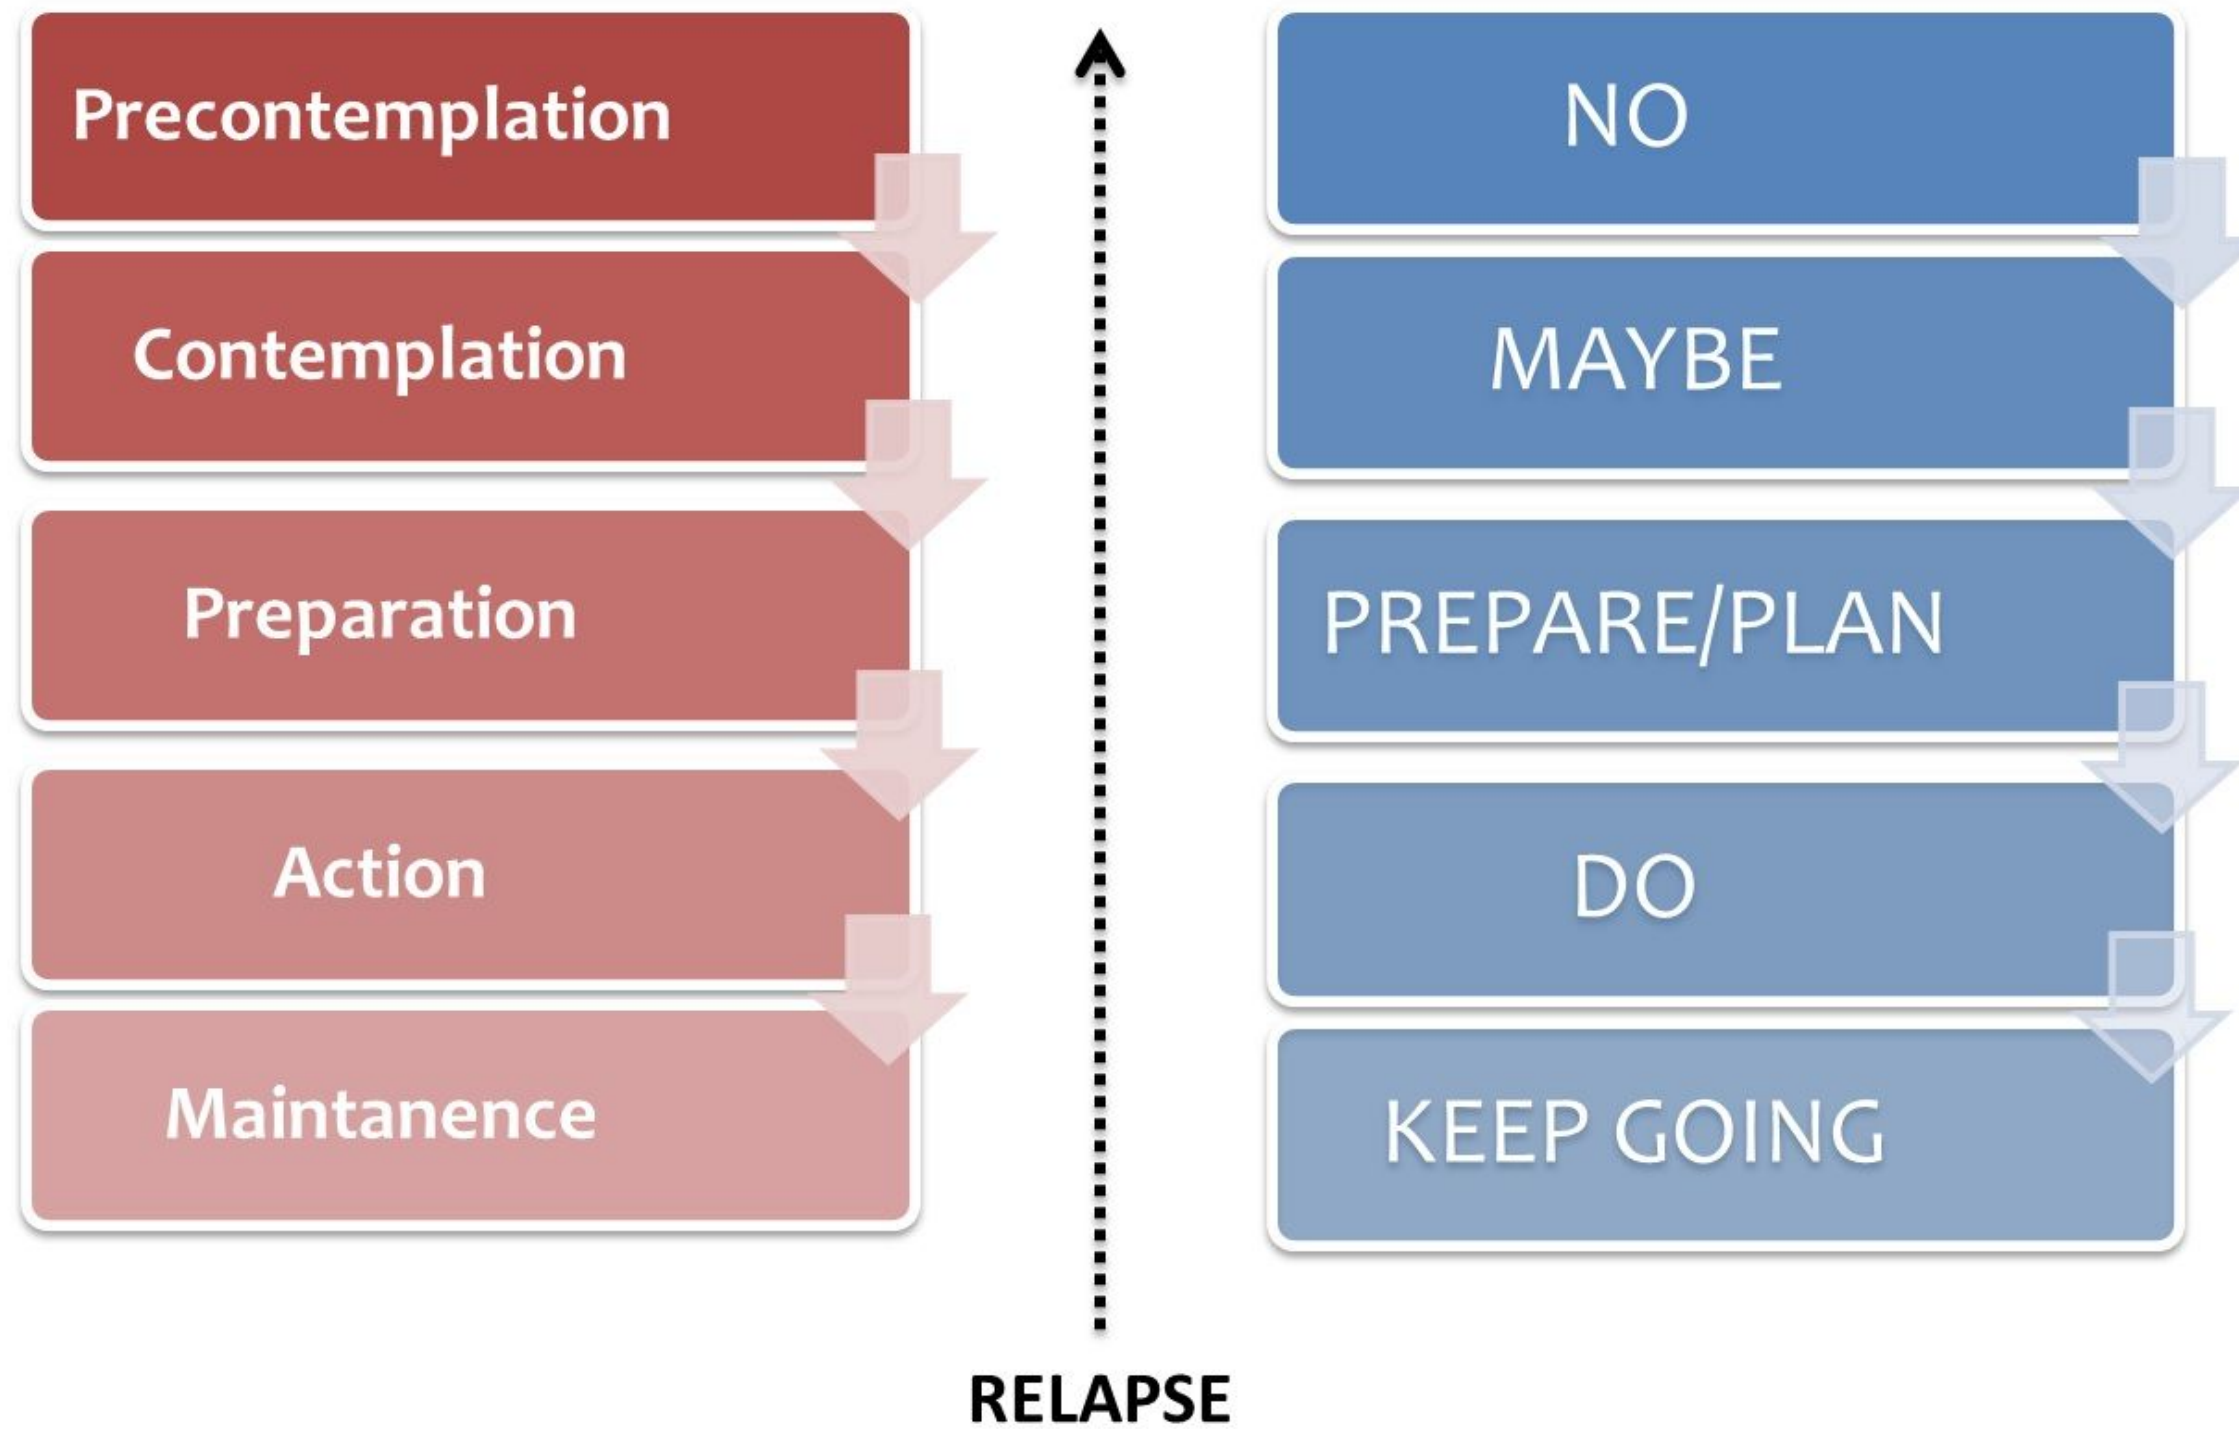 Precontemplation
Contemplation
Preparation
Action
Maintanence
NO
MAYBE
PREPARE/PLAN
DO
KEEP GOING
RELAPSE